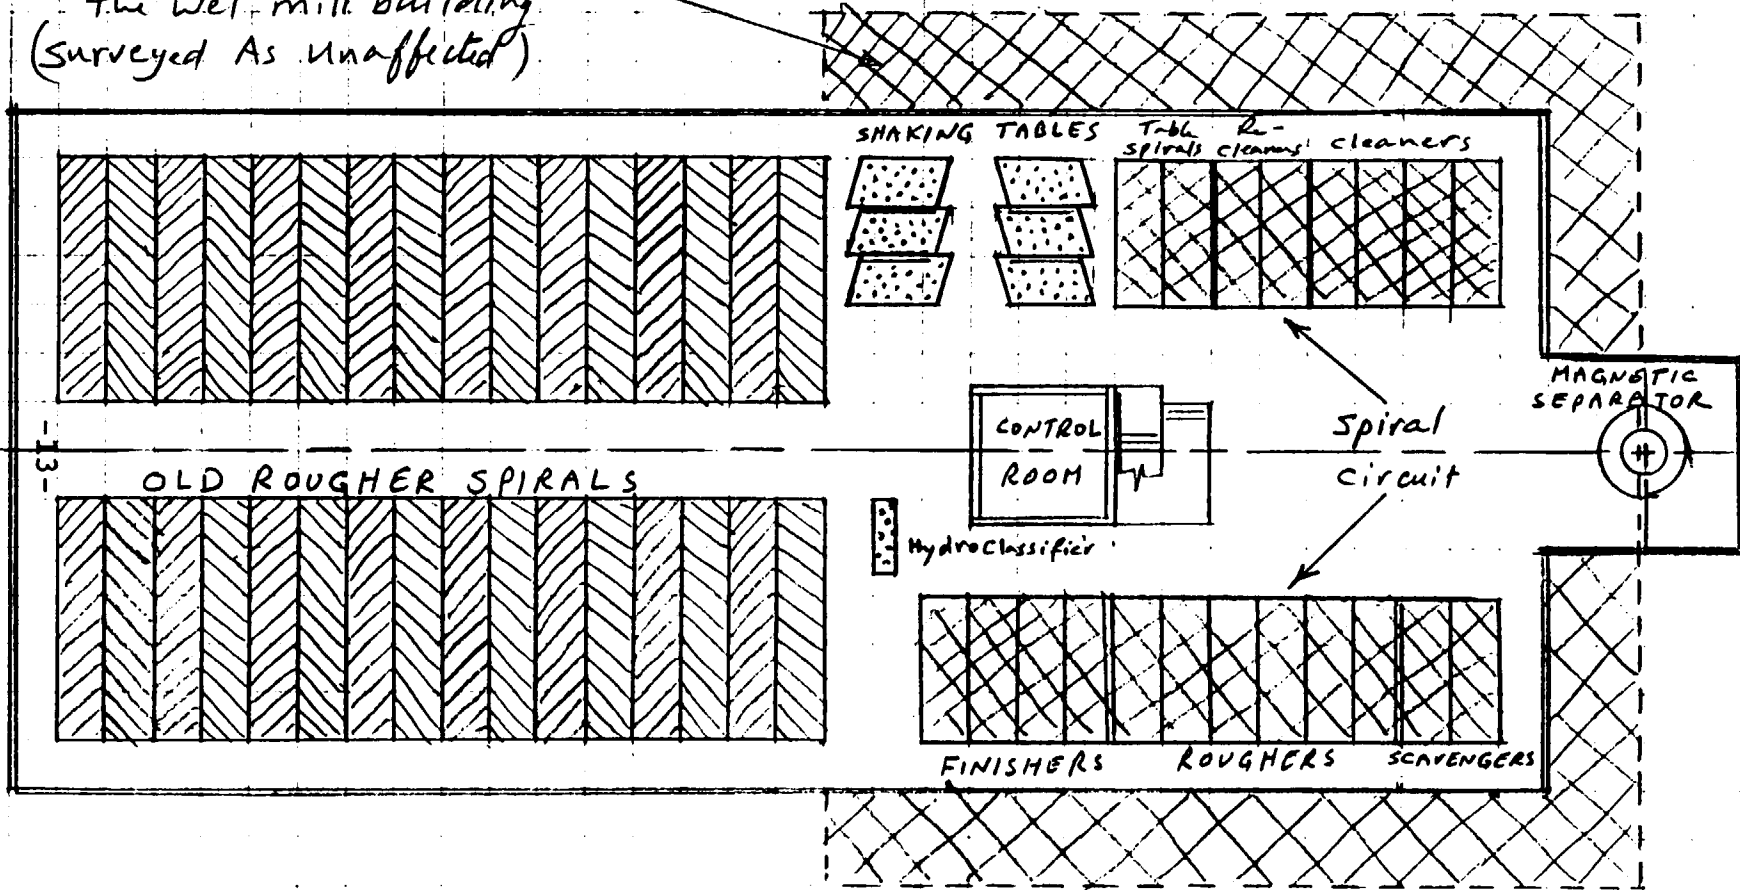 the wet mill building
(Surveyed As Unaffected)
SHAKING TABLES
Table
spirals
Re-
cleaners
cleaners
MAGNETIC
SEPARATOR
CONTROL
ROOM
Spiral
Circuit
-13-
OLD ROUGHER SPIRALS
HydroClassifier
FINISHERS
ROUGHERS
SCAVENGERS